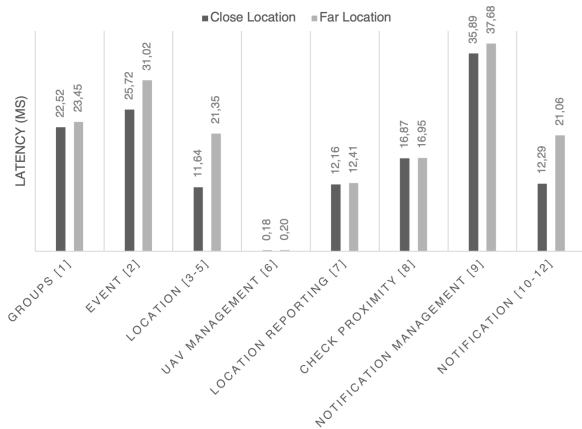 Close Location Far Location
LATENCY (MS)
22,52 23,45
25,72 31,02
11,64 21,35
0,18 0,20
12,16 12,41
16,87 16,95
35,89 37,68
12,29 21,06
GROUPS [1]
EVENT [2]
LOCATION [3-5]
UAV MANAGEMENT [6]
LOCATION REPORTING [7]
CHECK PROXIMITY [8]
NOTIFICATION MANAGEMENT [9]
NOTIFICATION [10-12]